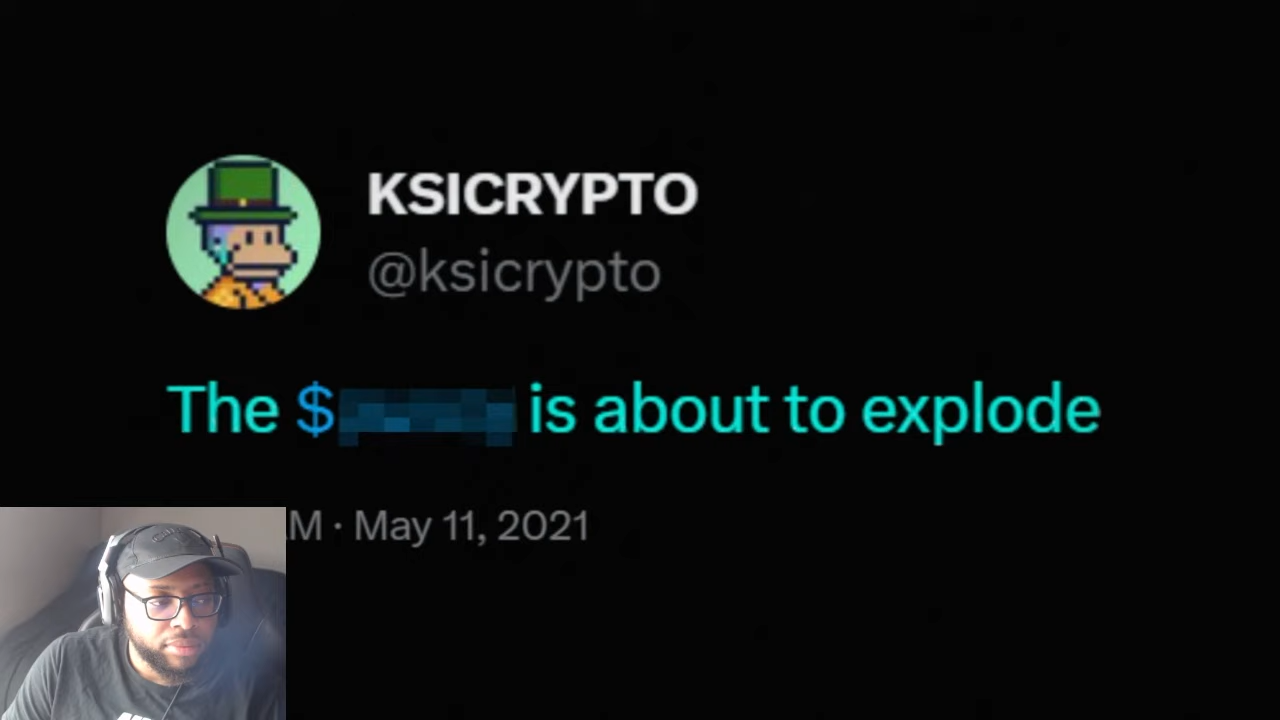 KSICRYPTO
@ksicrypto
The $ is about to explode
M · May 11, 2021